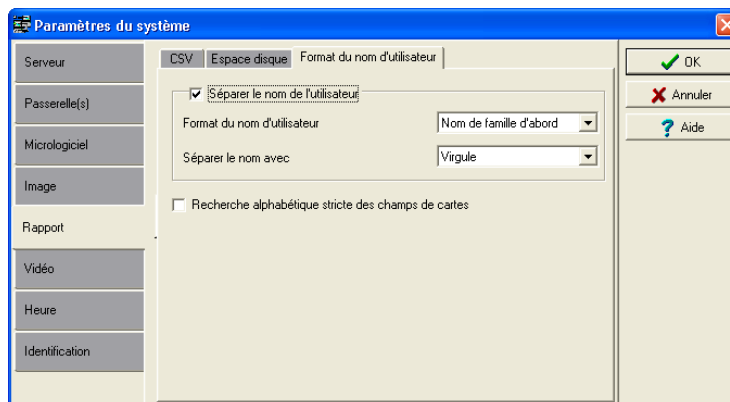 Paramètres du système
Serveur
Passerelle(s)
Micrologiciel
Image
Rapport
Vidéo
Heure
Identification
CSV
Espace disque
Format du nom d'utilisateur
Séparer le nom de l'utilisateur
Format du nom d'utilisateur
Nom de famille d'abord
Séparer le nom avec
Virgule
Recherche alphabétique stricte des champs de cartes
OK
Annuler
Aide